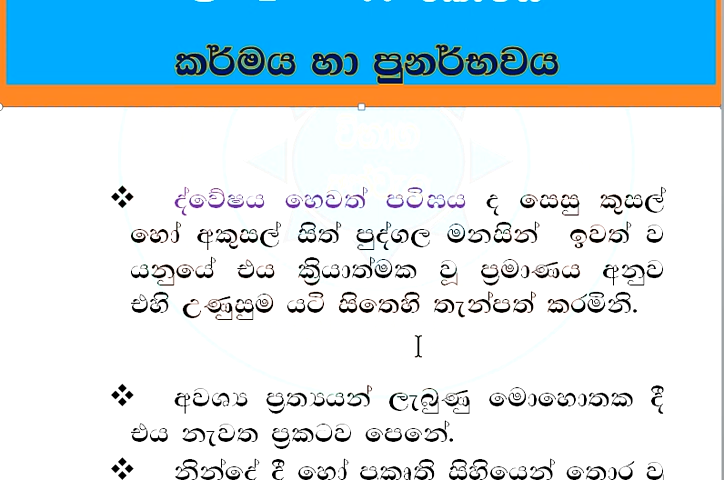 කර්මය හා පුනර්භවය
❖ ද්වේෂය හෙවත් පටිඝය ද සෙසු කුසල්
හෝ අකුසල් සිත් පුද්ගල මනසින් ඉවත් ව
යනුයේ එය ක්‍රියාත්මක වූ ප්‍රමාණය අනුව
එහි උණුසුම යටි සිතෙහි තැන්පත් කරමිනි.
❖ අවශ්‍ය ප්‍රත්‍යයන් ලැබුණු මොහොතක දී
එය නැවත ප්‍රකටව පෙනේ.
❖ නින්දේ දී හෝ ප්‍රකෘති සිහියෙන් තොර ව